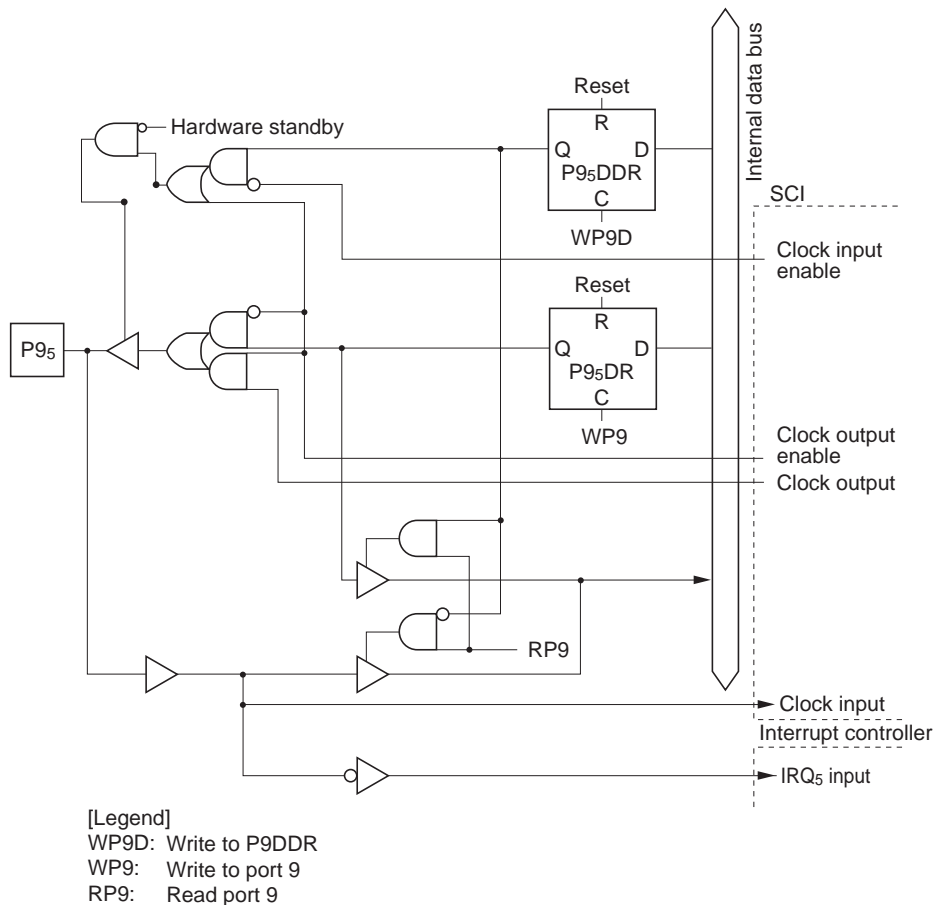 Internal data bus
Reset
R
Hardware standby
Q D
P9₅DDR
C
SCI
WP9D
Clock input
enable
Reset
R
P9₅
Q D
P9₅DR
C
WP9
Clock output
enable
Clock output
RP9
Clock input
Interrupt controller
IRQ₅ input
[Legend]
WP9D: Write to P9DDR
WP9: Write to port 9
RP9: Read port 9